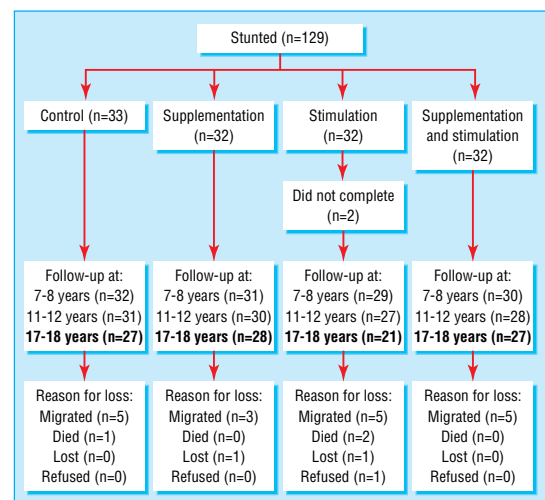 Stunted (n=129)
Control (n=33)
Supplementation
(n=32)
Stimulation
(n=32)
Supplementation
and stimulation
(n=32)
Did not complete
(n=2)
Follow-up at:
7-8 years (n=32)
11-12 years (n=31)
17-18 years (n=27)
Follow-up at:
7-8 years (n=31)
11-12 years (n=30)
17-18 years (n=28)
Follow-up at:
7-8 years (n=29)
11-12 years (n=27)
17-18 years (n=21)
Follow-up at:
7-8 years (n=30)
11-12 years (n=28)
17-18 years (n=27)
Reason for loss:
Migrated (n=5)
Died (n=1)
Lost (n=0)
Refused (n=0)
Reason for loss:
Migrated (n=3)
Died (n=0)
Lost (n=1)
Refused (n=0)
Reason for loss:
Migrated (n=5)
Died (n=2)
Lost (n=1)
Refused (n=1)
Reason for loss:
Migrated (n=5)
Died (n=0)
Lost (n=0)
Refused (n=0)